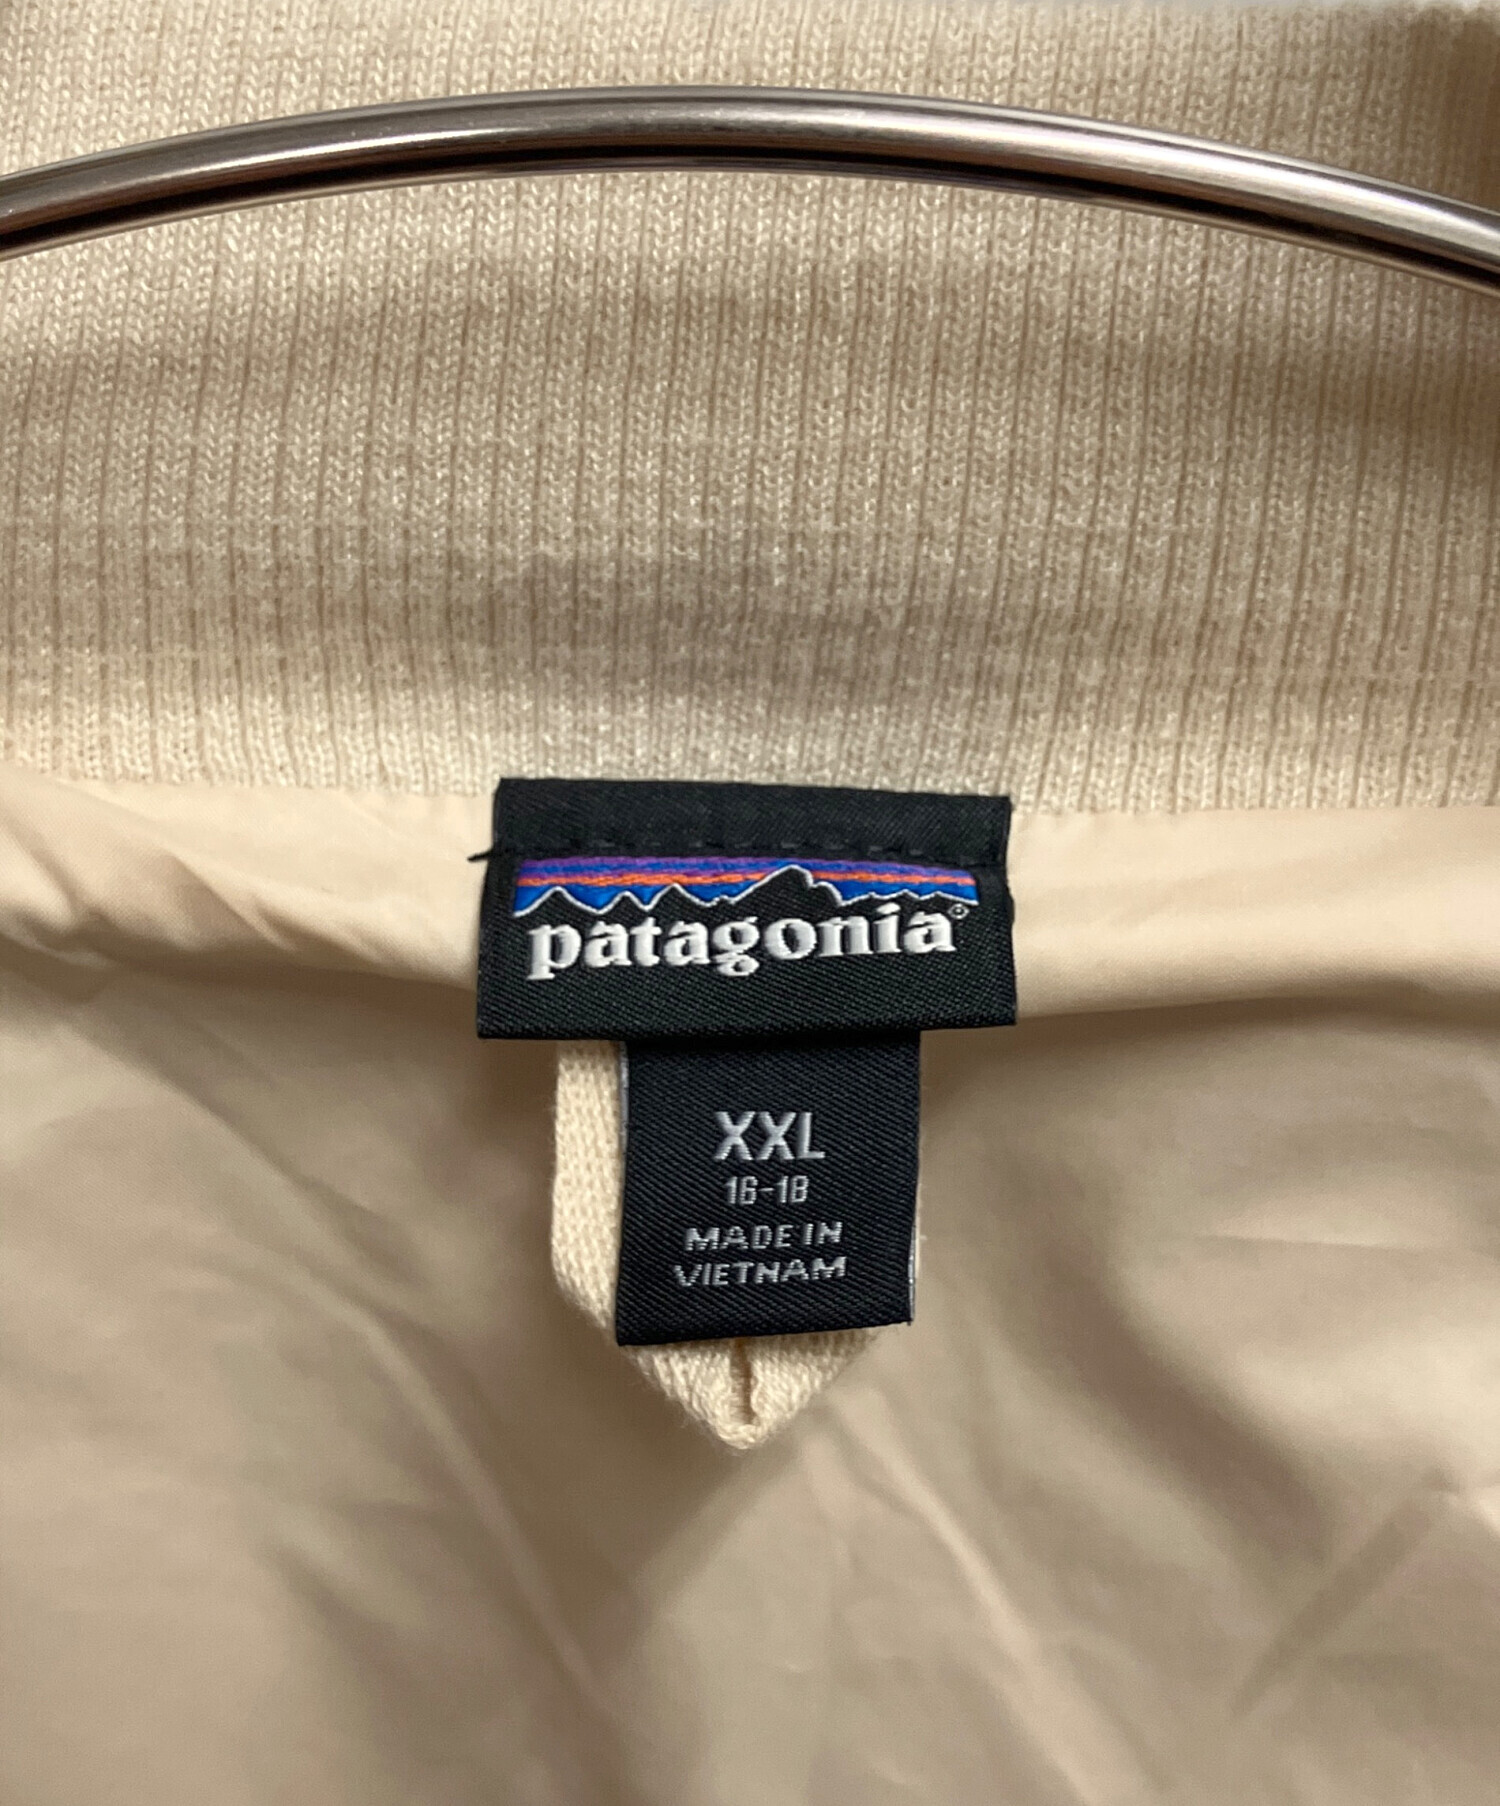 patagonia®
XXL
16-18
MADE IN
VIETNAM